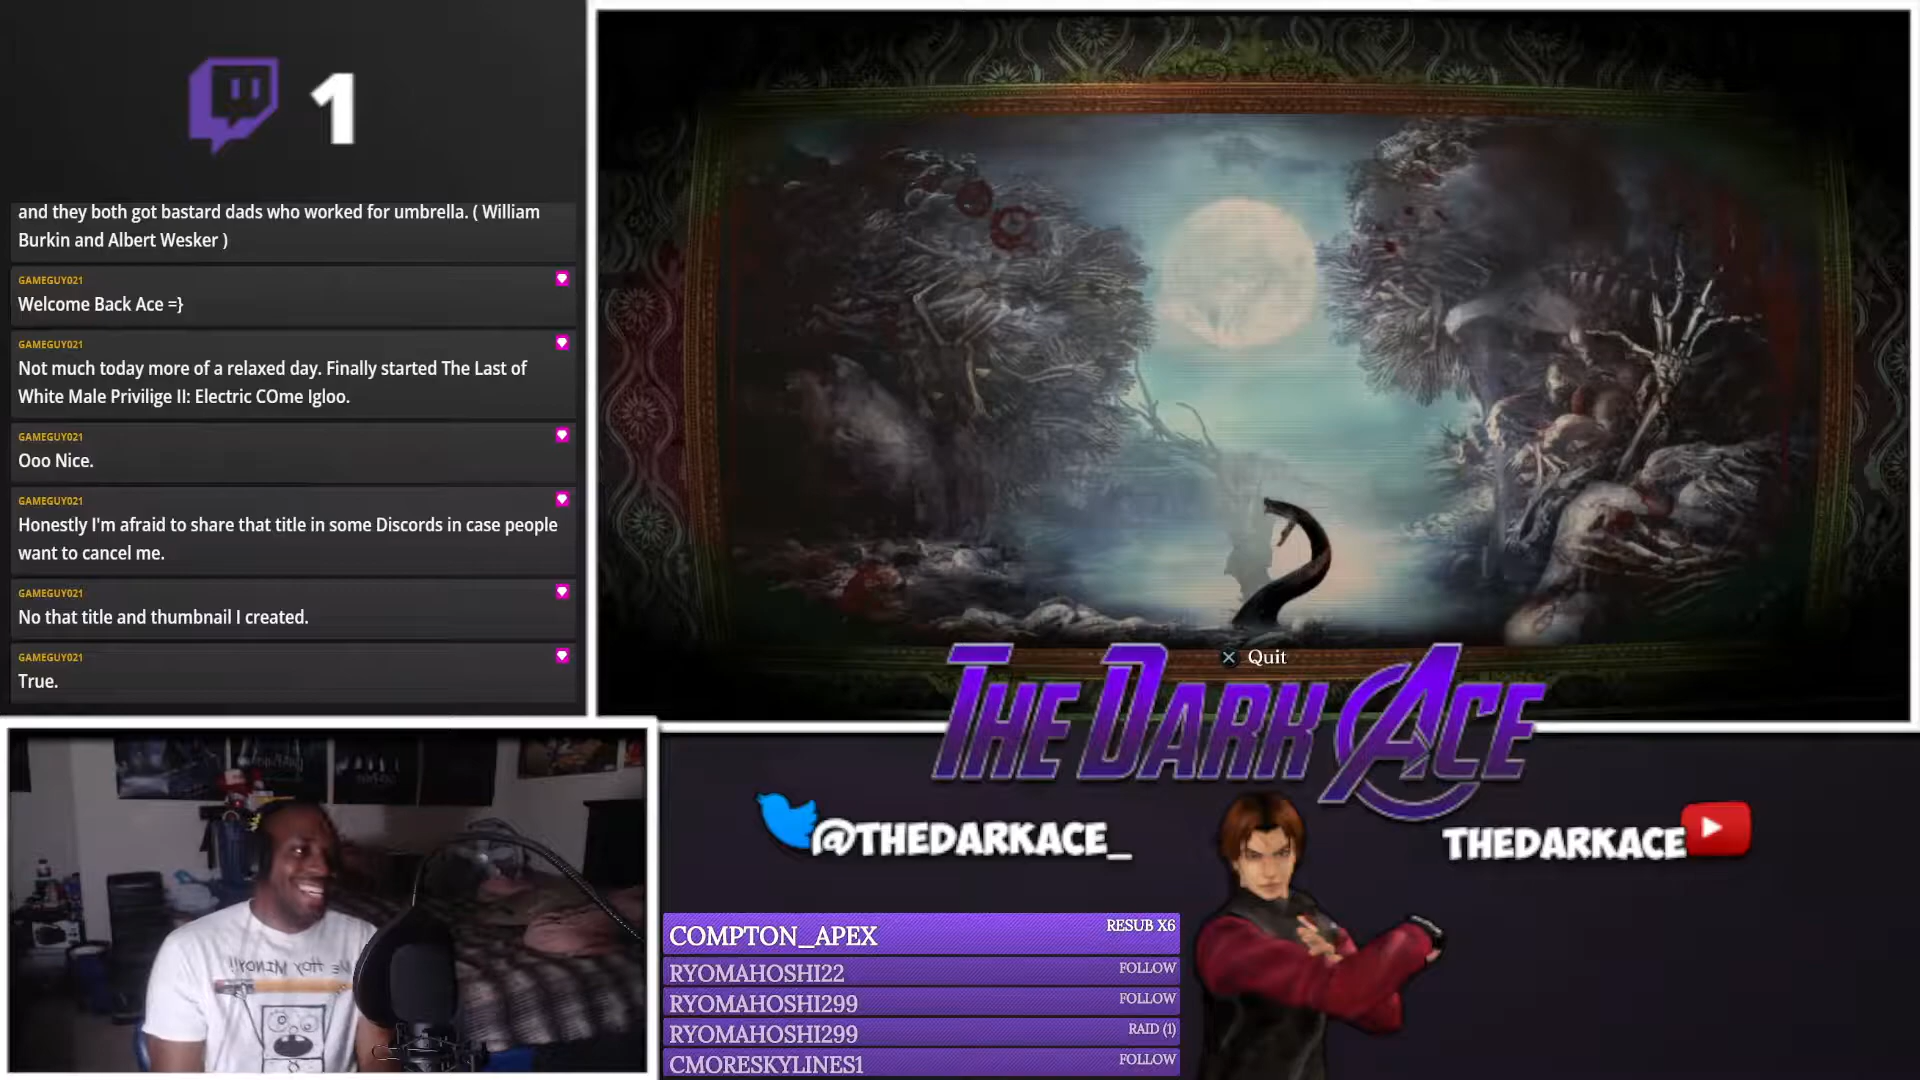 1
and they both got bastard dads who worked for umbrella. ( William
Burkin and Albert Wesker )
GAMEGUY021
Welcome Back Ace =}
GAMEGUY021
Not much today more of a relaxed day. Finally started The Last of
White Male Privilige II: Electric COme Igloo.
GAMEGUY021
Ooo Nice.
GAMEGUY021
Honestly I'm afraid to share that title in some Discords in case people
want to cancel me.
GAMEGUY021
No that title and thumbnail I created.
GAMEGUY021
True.
Quit
THE DARK ACE
@THEDARKACE_
THEDARKACE
COMPTON_APEX RESUB X6
RYOMAHOSHI22 FOLLOW
RYOMAHOSHI299 FOLLOW
RYOMAHOSHI299 RAID (1)
CMORESKYLINES1 FOLLOW